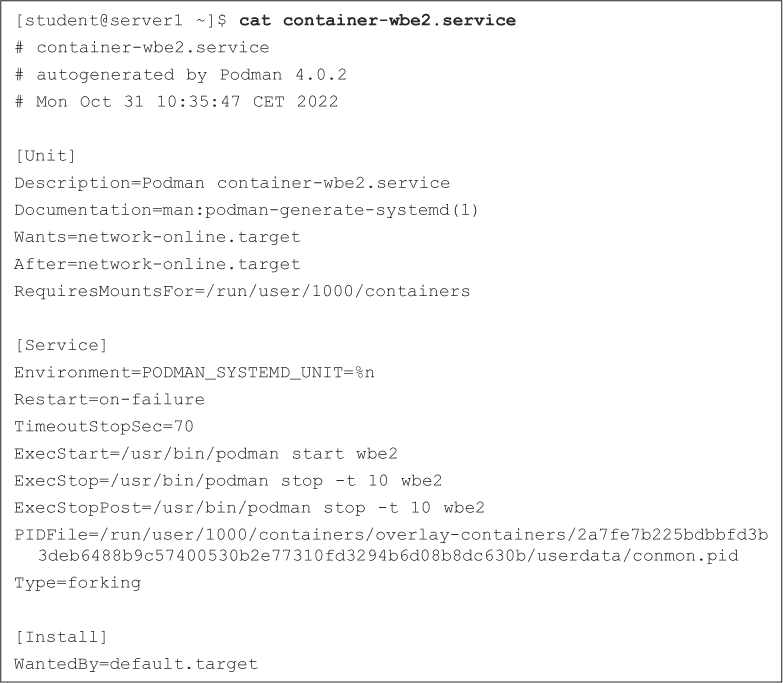 [student@server1 ~]$ cat container-wbe2.service
# container-wbe2.service
# autogenerated by Podman 4.0.2
# Mon Oct 31 10:35:47 CET 2022
[Unit]
Description=Podman container-wbe2.service
Documentation=man:podman-generate-systemd(1)
Wants=network-online.target
After=network-online.target
RequiresMountsFor=/run/user/1000/containers
[Service]
Environment=PODMAN_SYSTEMD_UNIT=%n
Restart=on-failure
TimeoutStopSec=70
ExecStart=/usr/bin/podman start wbe2
ExecStop=/usr/bin/podman stop -t 10 wbe2
ExecStopPost=/usr/bin/podman stop -t 10 wbe2
PIDFile=/run/user/1000/containers/overlay-containers/2a7fe7b225bdbbfd3b
3deb6488b9c57400530b2e77310fd3294b6d08b8dc630b/userdata/conmon.pid
Type=forking
[Install]
WantedBy=default.target